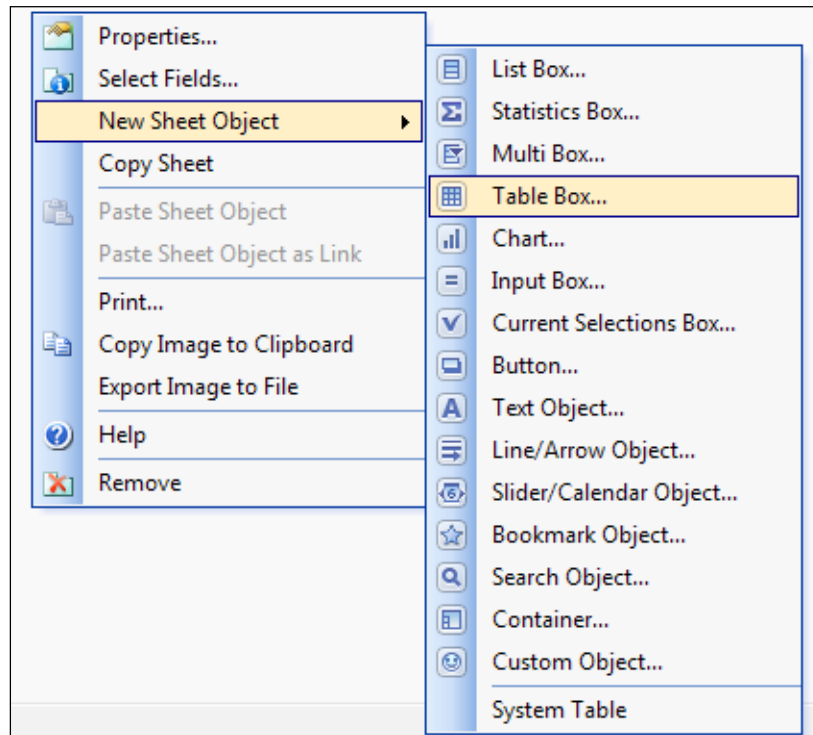 Properties...
Select Fields...
New Sheet Object
Copy Sheet
Paste Sheet Object
Paste Sheet Object as Link
Print...
Copy Image to Clipboard
Export Image to File
Help
Remove
List Box...
Statistics Box...
Multi Box...
Table Box...
Chart...
Input Box...
Current Selections Box...
Button...
Text Object...
Line/Arrow Object...
Slider/Calendar Object...
Bookmark Object...
Search Object...
Container...
Custom Object...
System Table